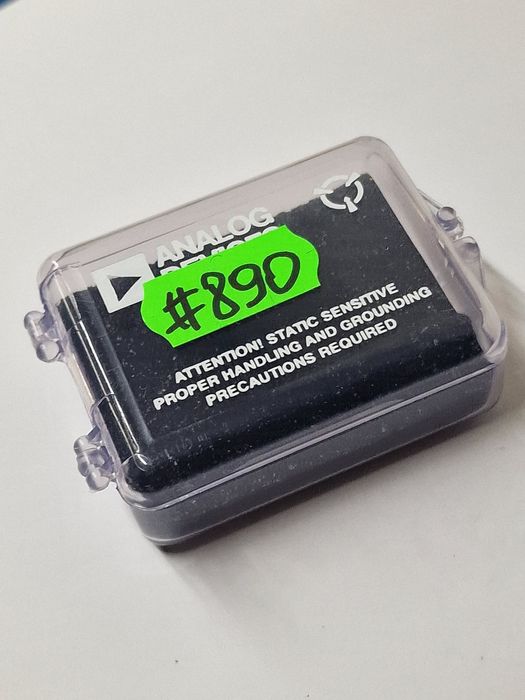 ANALOG
#890
ATTENTION! STATIC SENSITIVE
PROPER HANDLING AND GROUNDING
PRECAUTIONS REQUIRED